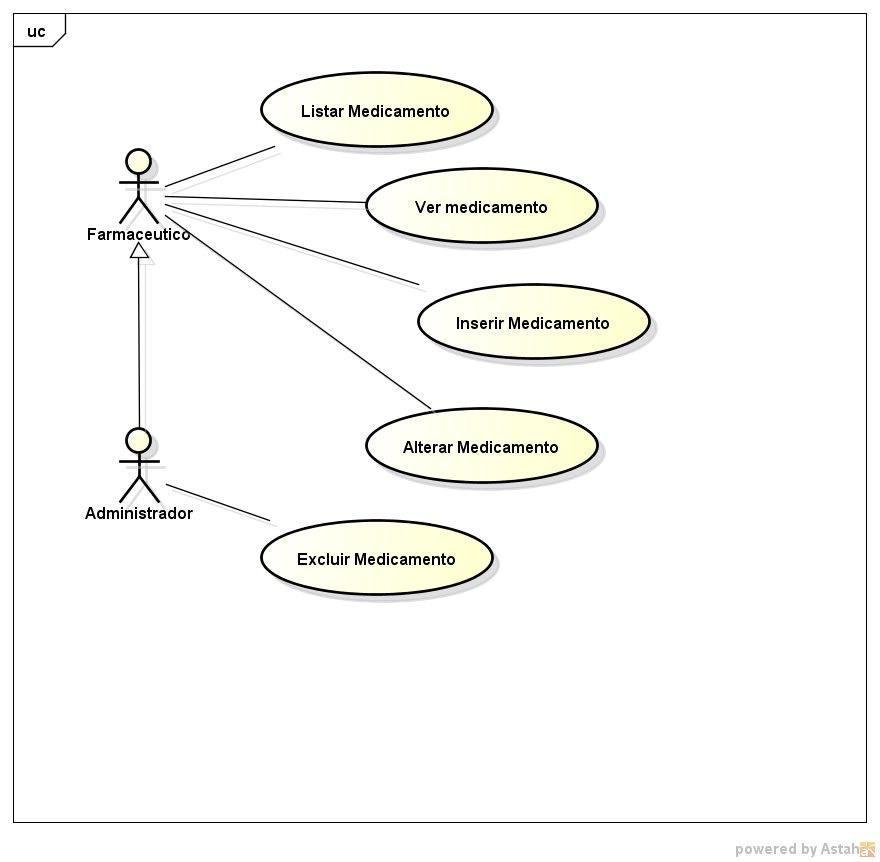 uc
Listar Medicamento
Ver medicamento
Farmaceutico
Inserir Medicamento
Alterar Medicamento
Administrador
Excluir Medicamento
powered by Astah